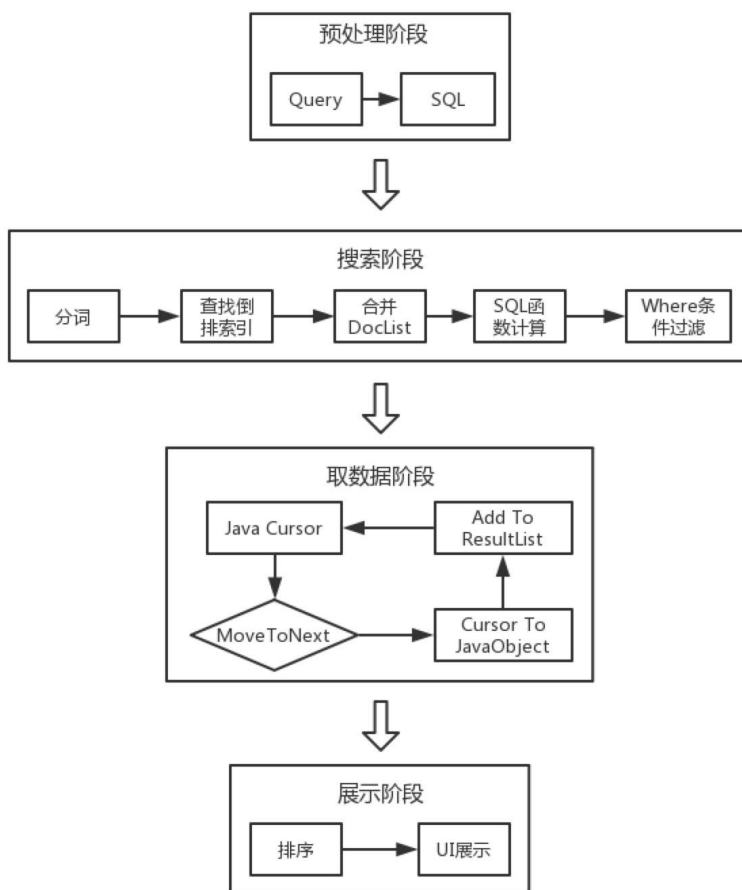 预处理阶段
Query
SQL
搜索阶段
分词
查找倒
排索引
合并
DocList
SQL函
数计算
Where条
件过滤
取数据阶段
Java Cursor
Add To
ResultList
MoveToNext
Cursor To
JavaObject
展示阶段
排序
UI展示